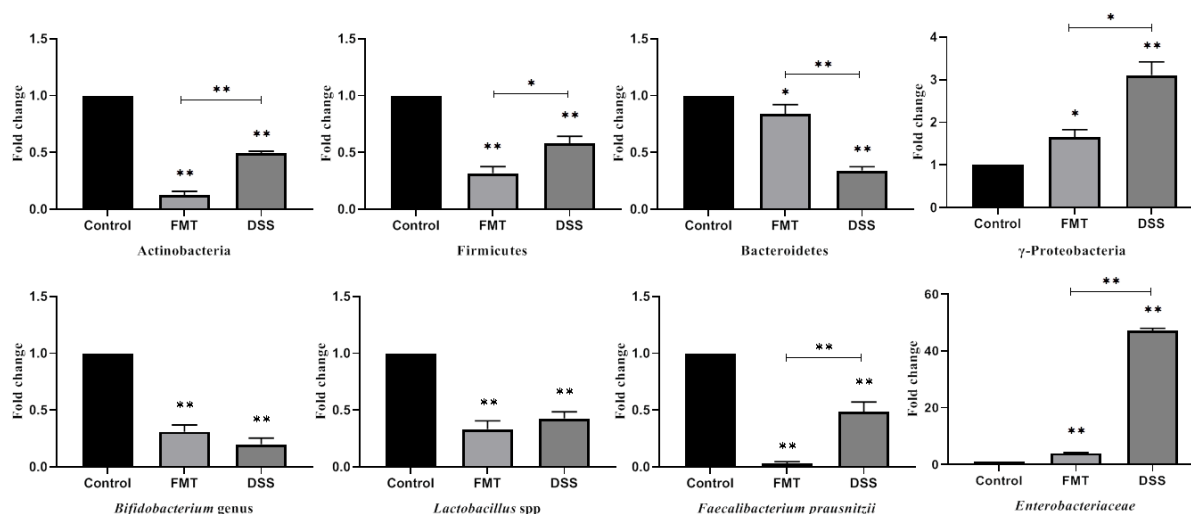 1.5
1.0
0.5
0.0
Fold change
**
**
**
Control FMT DSS
Actinobacteria
1.5
1.0
0.5
0.0
Fold change
*
**
**
Control FMT DSS
Firmicutes
1.5
1.0
0.5
0.0
Fold change
**
*
**
Control FMT DSS
Bacteroidetes
4
3
2
1
0
Fold change
*
**
*
Control FMT DSS
γ-Proteobacteria
1.5
1.0
0.5
0.0
Fold change
**
**
Control FMT DSS
Bifidobacterium genus
1.5
1.0
0.5
0.0
Fold change
**
**
Control FMT DSS
Lactobacillus spp
1.5
1.0
0.5
0.0
Fold change
**
**
**
Control FMT DSS
Faecalibacterium prausnitzii
60
40
20
0
Fold change
**
**
**
Control FMT DSS
Enterobacteriaceae